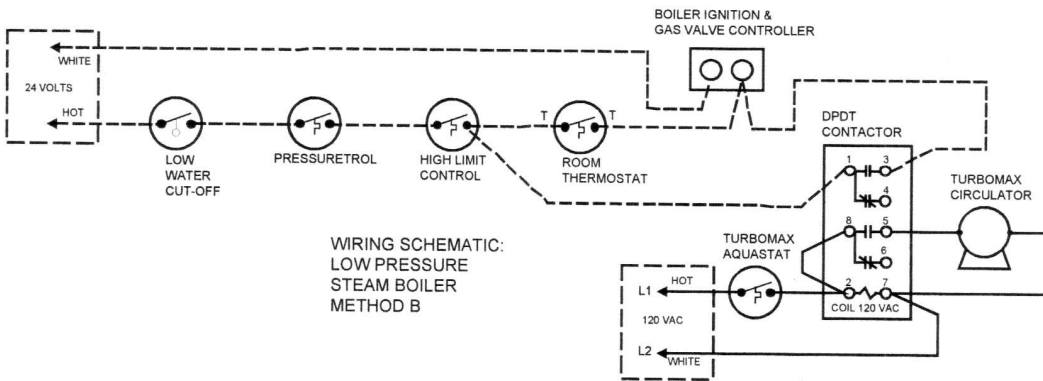 BOILER IGNITION &
GAS VALVE CONTROLLER
WHITE
24 VOLTS
HOT
LOW
WATER
CUT-OFF
PRESSURETROL
HIGH LIMIT
CONTROL
T
T
ROOM
THERMOSTAT
DPDT
CONTACTOR
1
3
4
8
5
6
2
7
COIL 120 VAC
TURBOMAX
CIRCULATOR
TURBOMAX
AQUASTAT
WIRING SCHEMATIC:
LOW PRESSURE
STEAM BOILER
METHOD B
L1
HOT
120 VAC
L2
WHITE